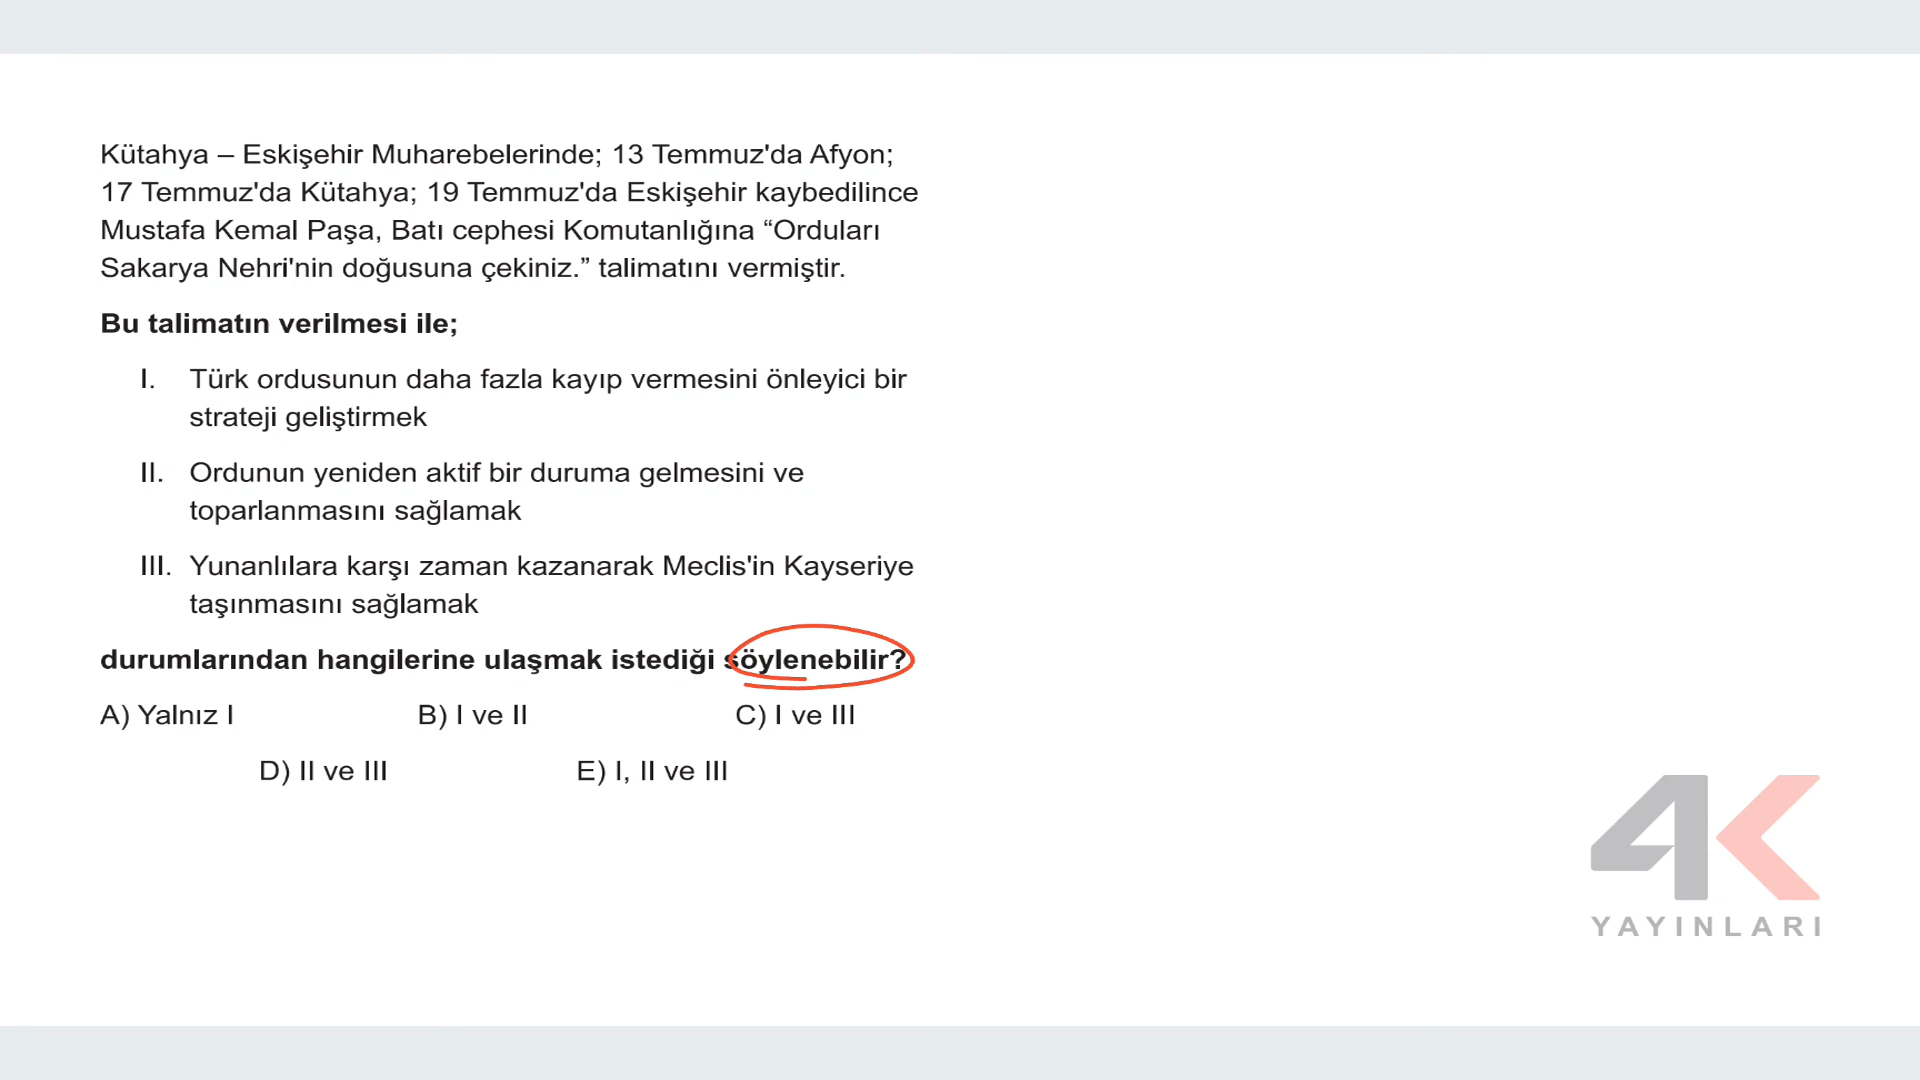 Kütahya – Eskişehir Muharebelerinde; 13 Temmuz'da Afyon;
17 Temmuz'da Kütahya; 19 Temmuz'da Eskişehir kaybedilince
Mustafa Kemal Paşa, Batı cephesi Komutanlığına “Orduları
Sakarya Nehri'nin doğusuna çekiniz.” talimatını vermiştir.
Bu talimatın verilmesi ile;
I. Türk ordusunun daha fazla kayıp vermesini önleyici bir
strateji geliştirmek
II. Ordunun yeniden aktif bir duruma gelmesini ve
toparlanmasını sağlamak
III. Yunanlılara karşı zaman kazanarak Meclis'in Kayseriye
taşınmasını sağlamak
durumlarından hangilerine ulaşmak istediği söylenebilir?
A) Yalnız I B) I ve II C) I ve III
D) II ve III E) I, II ve III
4K
YAYINLARI